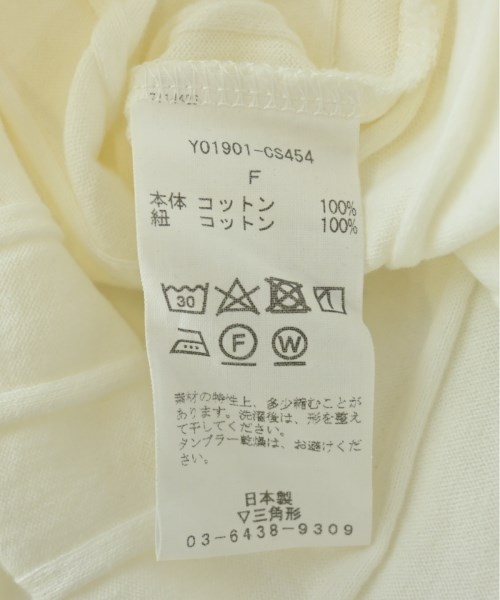 Y01901-CS454
F
本体 コットン 100%
紐 コットン 100%
30
F W
素材の特性上、多少縮むことが
あります。洗濯後は、形を整え
て干してください。
タンブラー乾燥は、お避けくだ
さい。
日本製
▽三角形
03-6438-9309